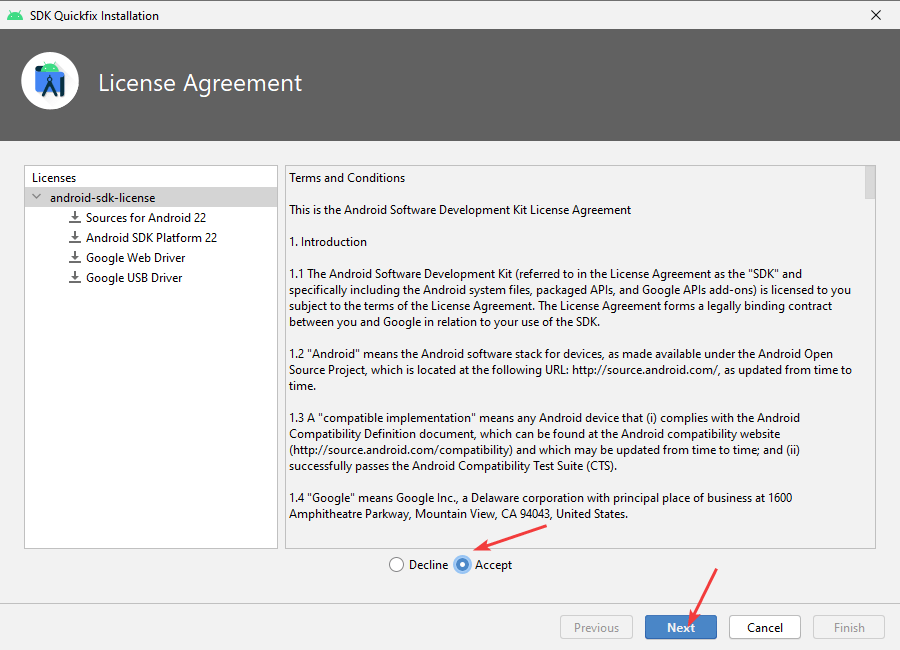 SDK Quickfix Installation
License Agreement
Licenses
android-sdk-license
Sources for Android 22
Android SDK Platform 22
Google Web Driver
Google USB Driver
Terms and Conditions
This is the Android Software Development Kit License Agreement
1. Introduction
1.1 The Android Software Development Kit (referred to in the License Agreement as the "SDK" and
specifically including the Android system files, packaged APIs, and Google APIs add-ons) is licensed to you
subject to the terms of the License Agreement. The License Agreement forms a legally binding contract
between you and Google in relation to your use of the SDK.
1.2 "Android" means the Android software stack for devices, as made available under the Android Open
Source Project, which is located at the following URL: http://source.android.com/, as updated from time to
time.
1.3 A "compatible implementation" means any Android device that (i) complies with the Android
Compatibility Definition document, which can be found at the Android compatibility website
(http://source.android.com/compatibility) and which may be updated from time to time; and (ii)
successfully passes the Android Compatibility Test Suite (CTS).
1.4 "Google" means Google Inc., a Delaware corporation with principal place of business at 1600
Amphitheatre Parkway, Mountain View, CA 94043, United States.
Decline Accept
Previous Next Cancel Finish